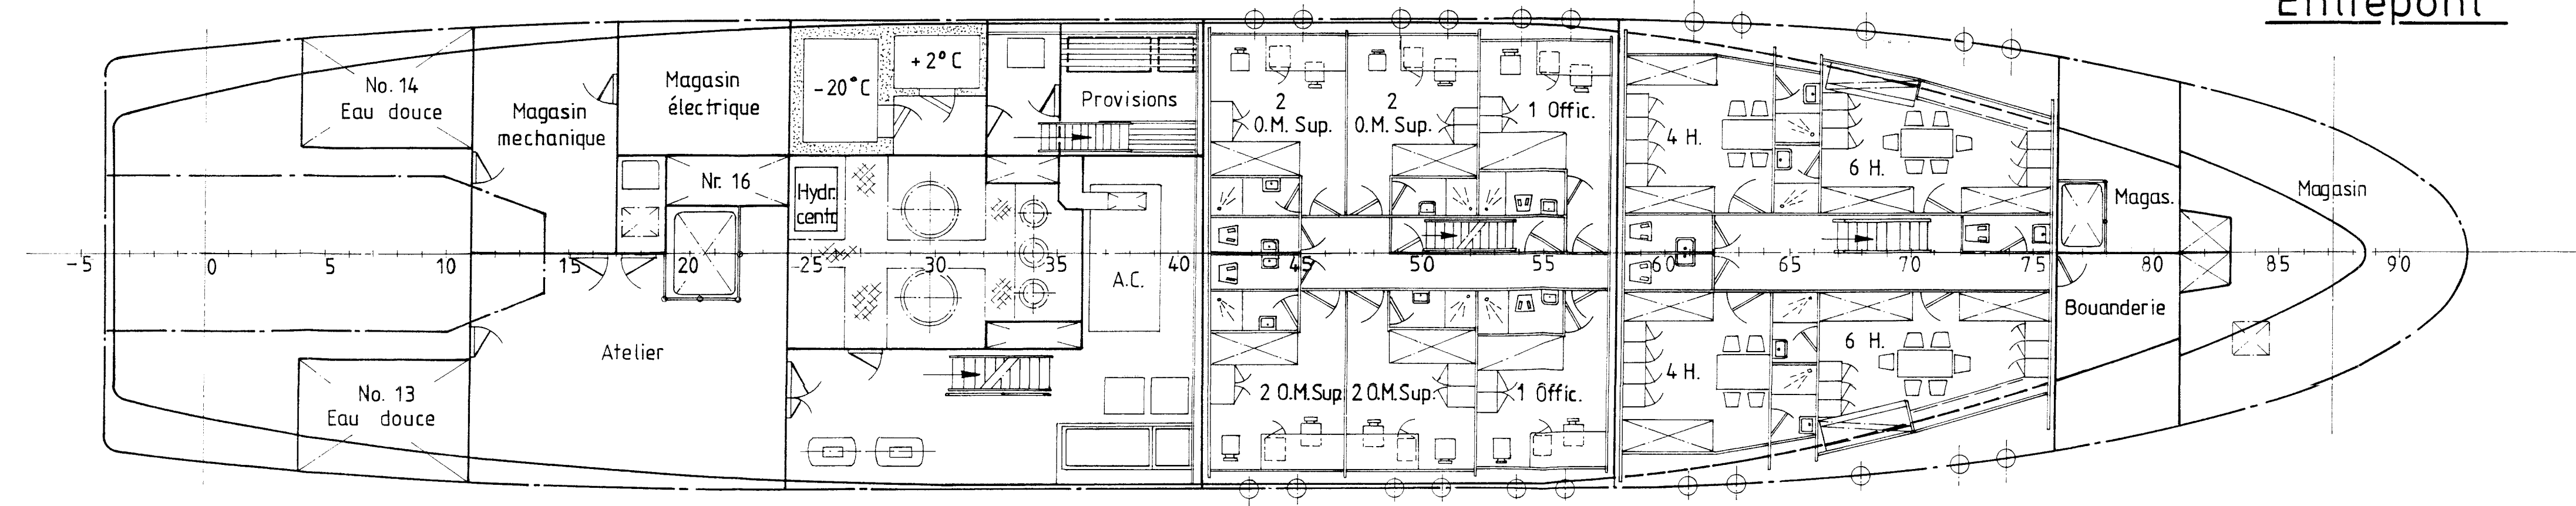 Entrepont
No. 14
Eau douce
Magasin
mechanique
Magasin
électrique
-20°C
+2°C
Provisions
2
O.M. Sup.
2
O.M. Sup.
1 Offic.
4 H.
6 H.
Nr. 16
Hydr.
centr
Magas.
Magasin
-5 0 5 10 15 20 25 30 35 40 45 50 55 60 65 70 75 80 85 90
A.C.
Bouanderie
Atelier
6 H.
4 H.
No. 13
Eau douce
2 O.M.Sup.
2 O.M.Sup.
1 Offic.